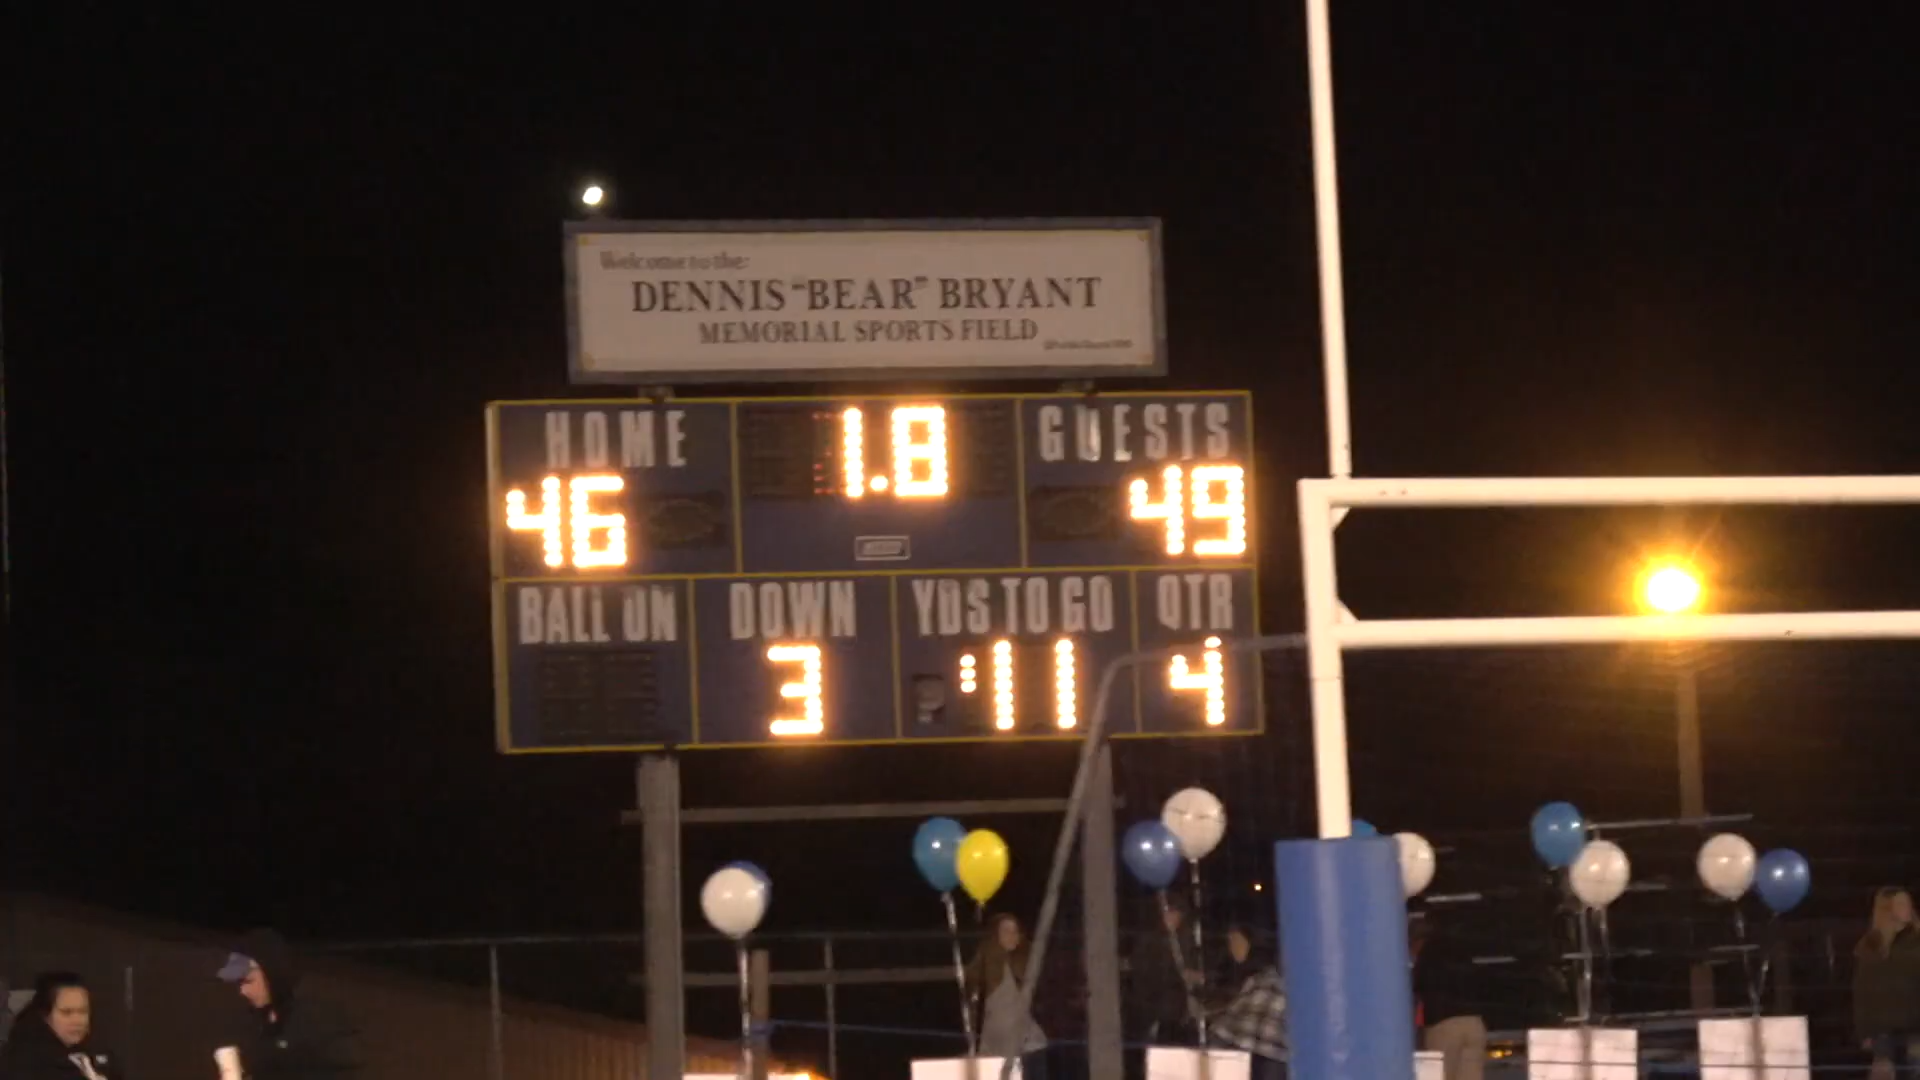 Welcome to the:
DENNIS "BEAR" BRYANT
MEMORIAL SPORTS FIELD
HOME 1.8 GUESTS
46 49
BALL ON DOWN YDS TO GO QTR
3 :11 4